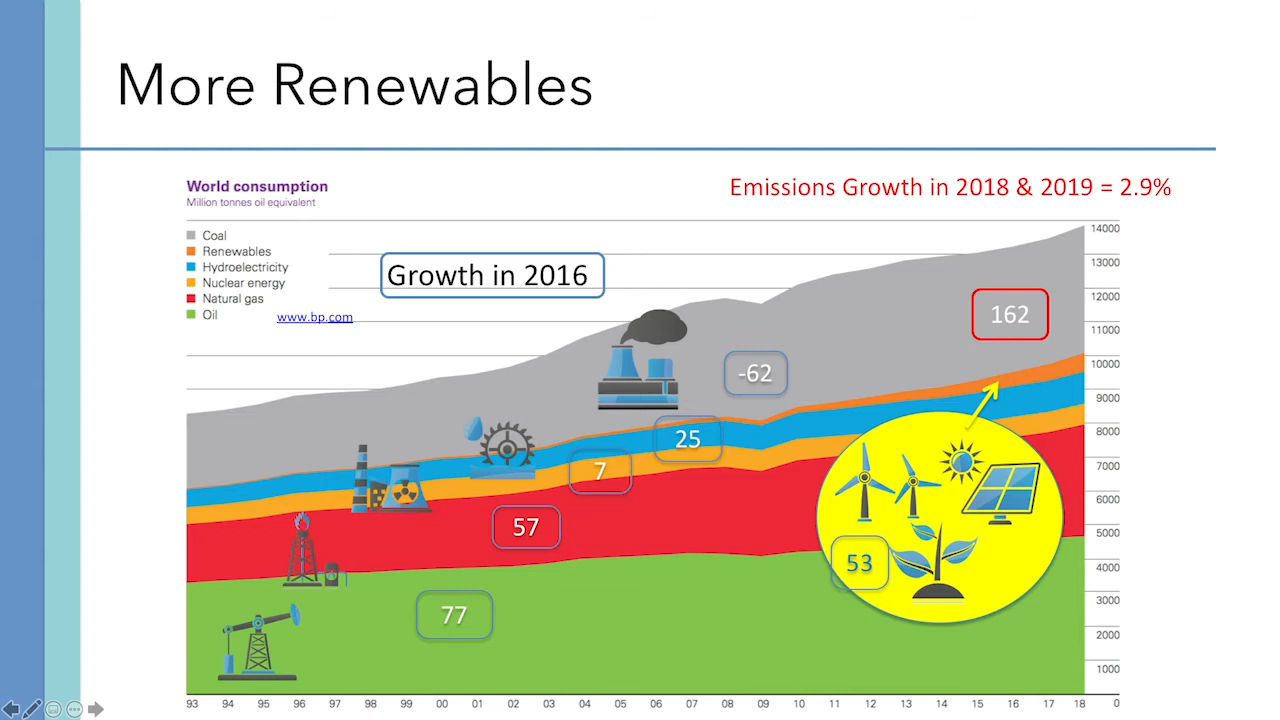 More Renewables
World consumption
Million tonnes oil equivalent
Emissions Growth in 2018 & 2019 = 2.9%
Coal
Renewables
Hydroelectricity
Nuclear energy
Natural gas
Oil
www.bp.com
Growth in 2016
162
-62
25
7
57
53
77
14000
13000
12000
11000
10000
9000
8000
7000
6000
5000
4000
3000
2000
1000
0
93 94 95 96 97 98 99 00 01 02 03 04 05 06 07 08 09 10 11 12 13 14 15 16 17 18